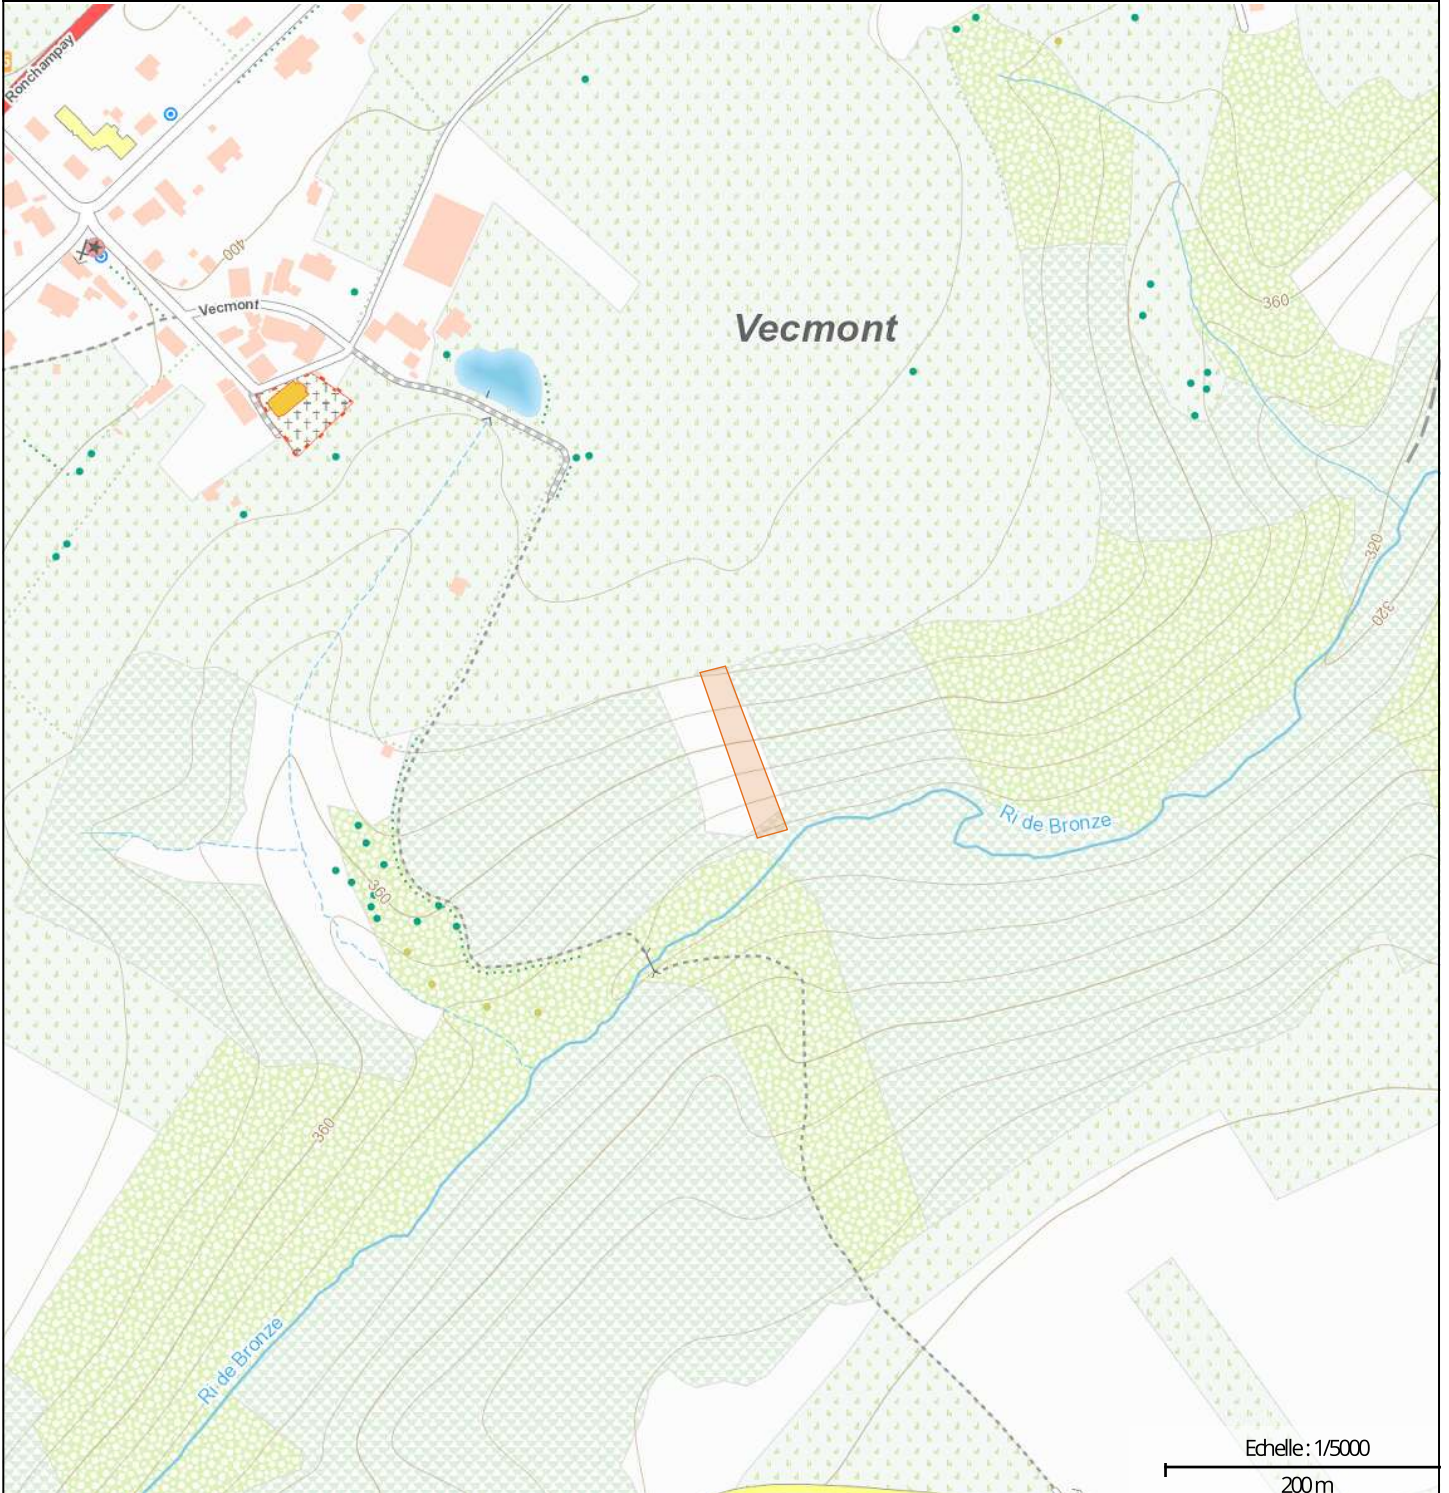 Ronchampay
400
Vecmont
Vecmont
360
320
320
Ri de Bronze
360
360
Ri de Bronze
Echelle : 1/5000
200 m